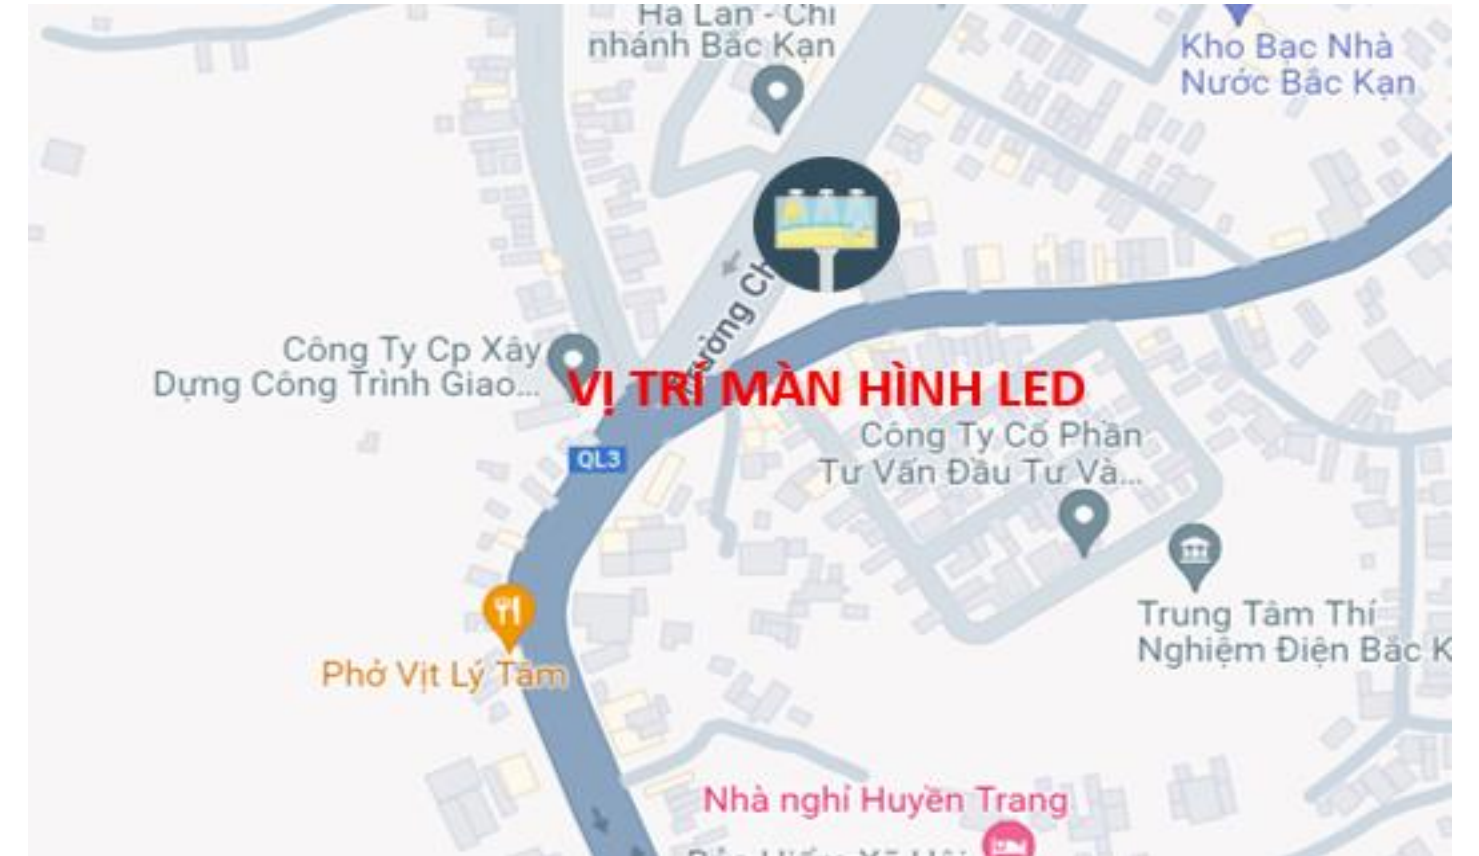 Hà Lan - Chi
nhánh Bắc Kạn
Kho Bạc Nhà
Nước Bắc Kạn
Trường Ch
Công Ty Cp Xây
Dựng Công Trình Giao...
VỊ TRÍ MÀN HÌNH LED
Công Ty Cổ Phần
Tư Vấn Đầu Tư Và...
QL3
Trung Tâm Thí
Nghiệm Điện Bắc K
Phở Vịt Lý Tâm
Nhà nghỉ Huyền Trang